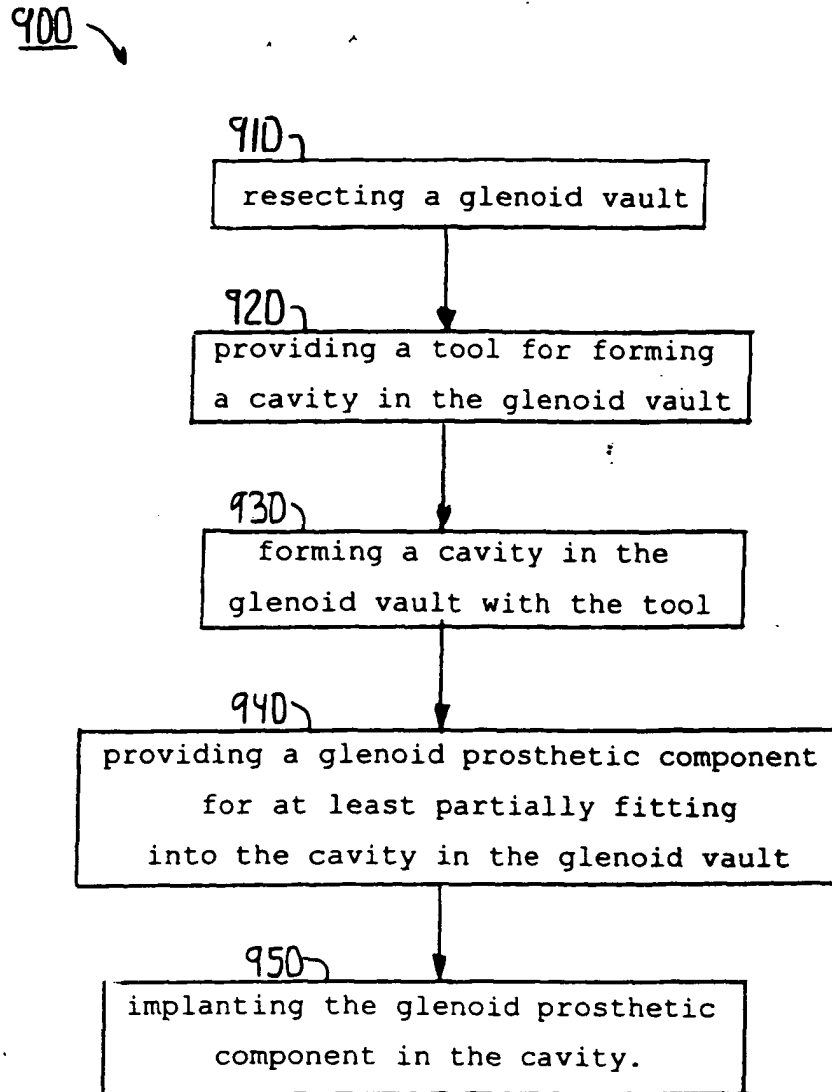 900
910
resecting a glenoid vault
920
providing a tool for forming
a cavity in the glenoid vault
930
forming a cavity in the
glenoid vault with the tool
940
providing a glenoid prosthetic component
for at least partially fitting
into the cavity in the glenoid vault
950
implanting the glenoid prosthetic
component in the cavity.